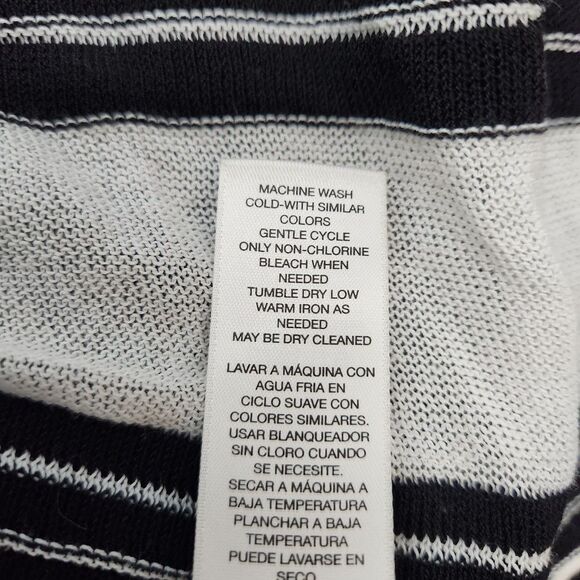 MACHINE WASH
COLD-WITH SIMILAR
COLORS
GENTLE CYCLE
ONLY NON-CHLORINE
BLEACH WHEN
NEEDED
TUMBLE DRY LOW
WARM IRON AS
NEEDED
MAY BE DRY CLEANED
LAVAR A MÁQUINA CON
AGUA FRIA EN
CICLO SUAVE CON
COLORES SIMILARES.
USAR BLANQUEADOR
SIN CLORO CUANDO
SE NECESITE.
SECAR A MÁQUINA A
BAJA TEMPERATURA
PLANCHAR A BAJA
TEMPERATURA
PUEDE LAVARSE EN
SECO